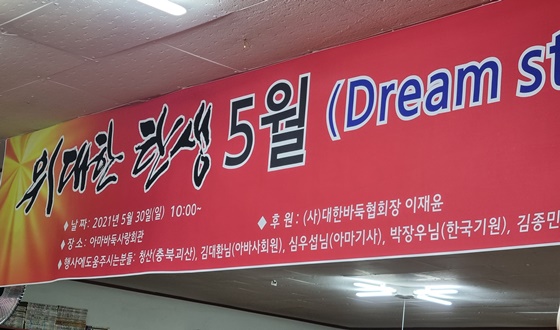 위대한 탄생 5월 (Dream st
◆ 날 짜 : 2021년 5월 30일(일) 10:00~
◆ 장 소 : 아마바둑사랑회관
◆ 후 원 : (사)대한바둑협회장 이재윤
◆ 행사에도움주시는분들: 청산(충북괴산), 김대환님(아바사회원), 심우섭님(아마기사), 박장우님(한국기원), 김종민